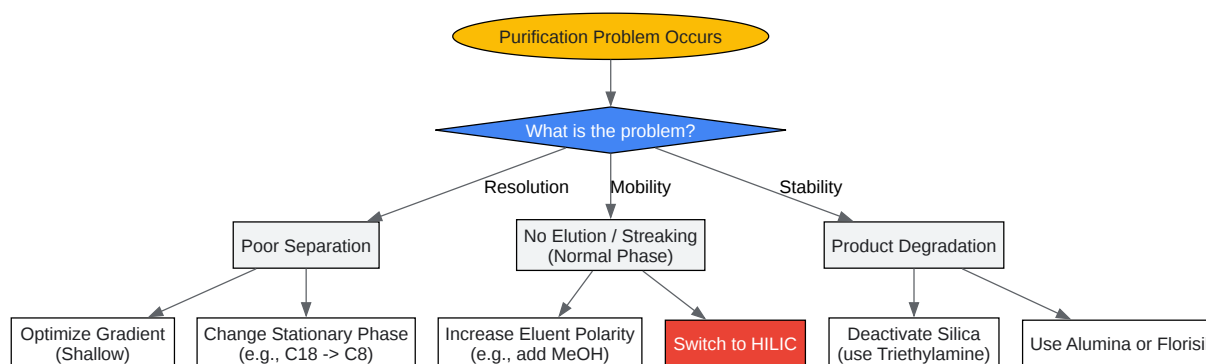 Purification Problem Occurs
What is the problem?
Resolution
Mobility
Stability
Poor Separation
No Elution / Streaking
(Normal Phase)
Product Degradation
Optimize Gradient
(Shallow)
Change Stationary Phase
(e.g., C18 -> C8)
Increase Eluent Polarity
(e.g., add MeOH)
Switch to HILIC
Deactivate Silica
(use Triethylamine)
Use Alumina or Florisil